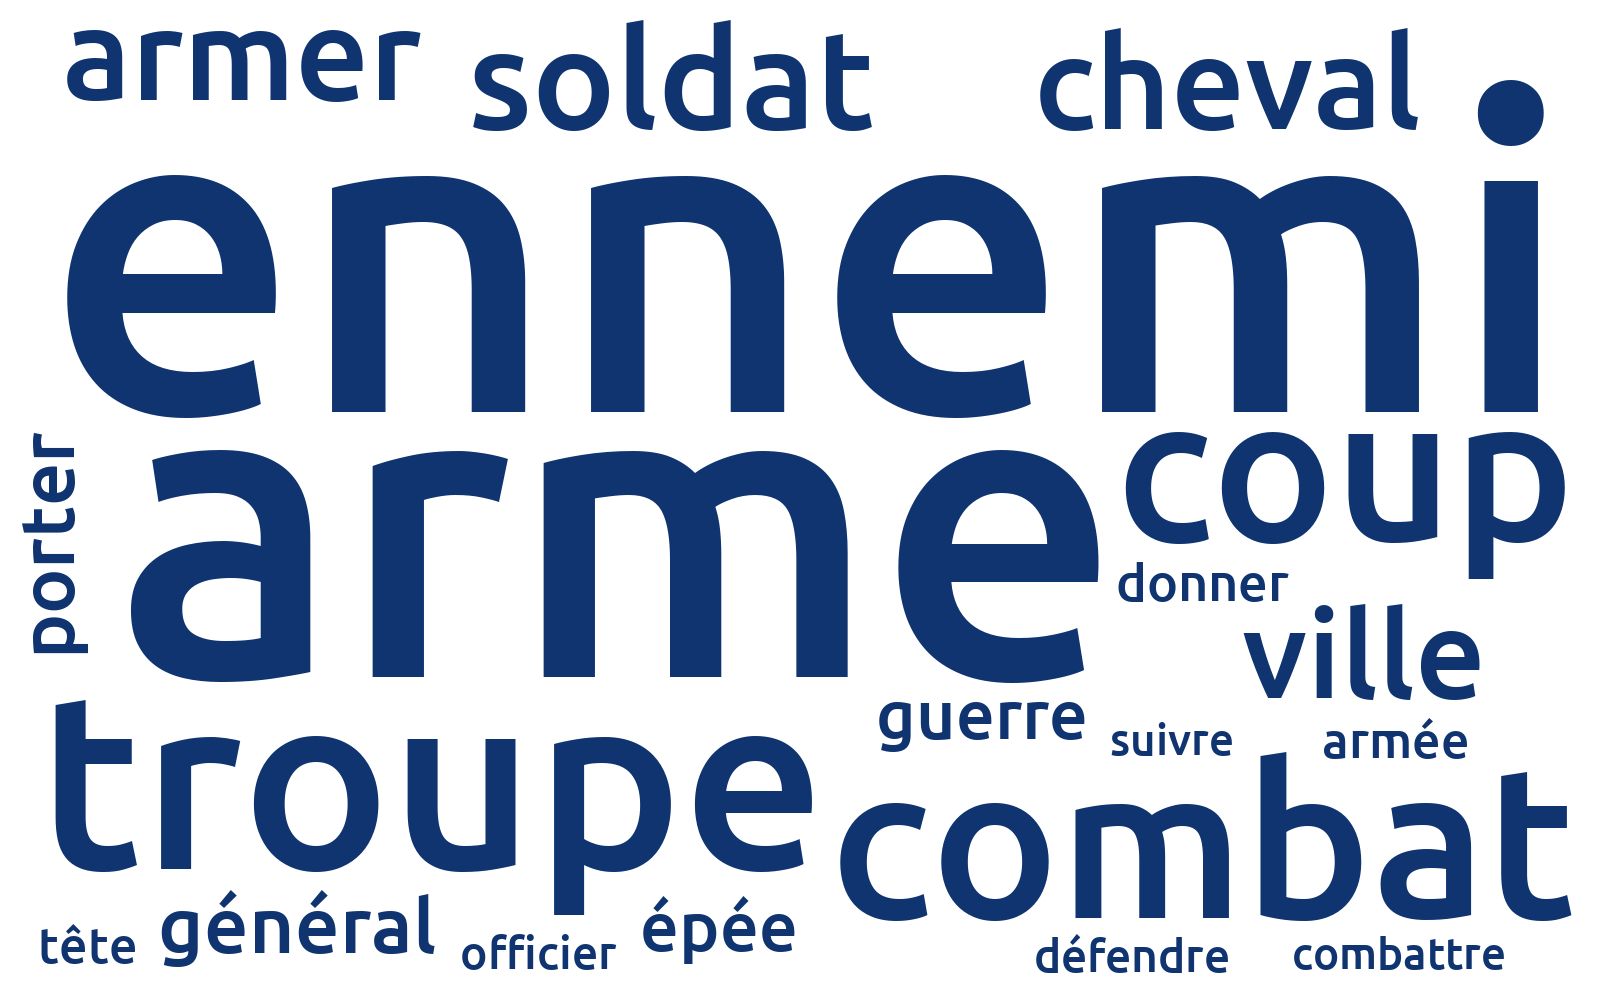 armer soldat cheval
ennemi
porter
arme
coup
donner
ville
troupe
guerre
suivre
armée
combat
tête
général
officier
épée
défendre
combattre